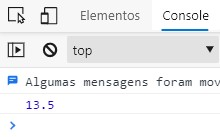 Elementos Console
top
Algumas mensagens foram mov
13.5